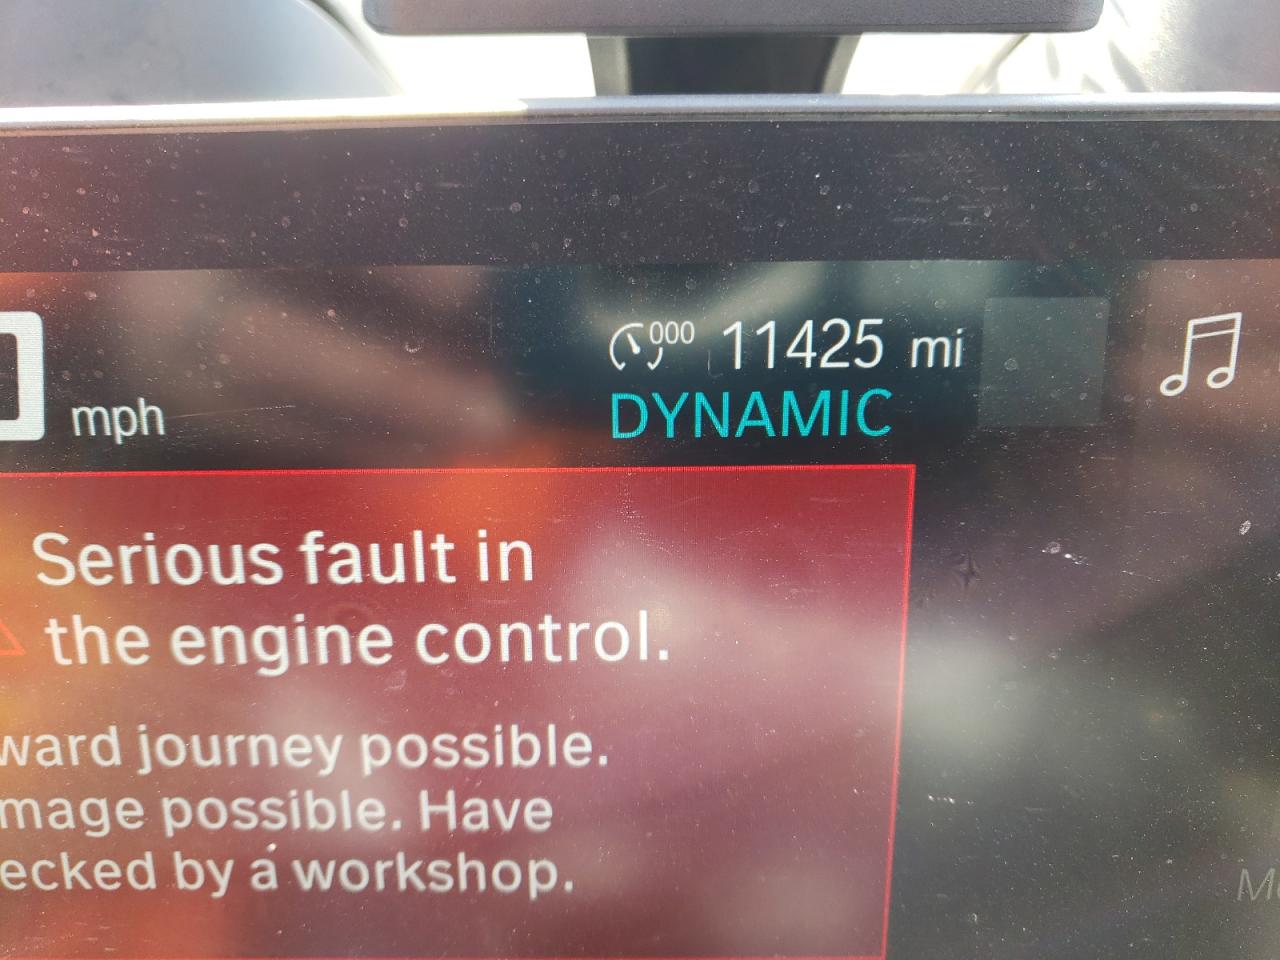 000 11425 mi
mph
DYNAMIC
Serious fault in
the engine control.
ward journey possible.
mage possible. Have
ecked by a workshop.